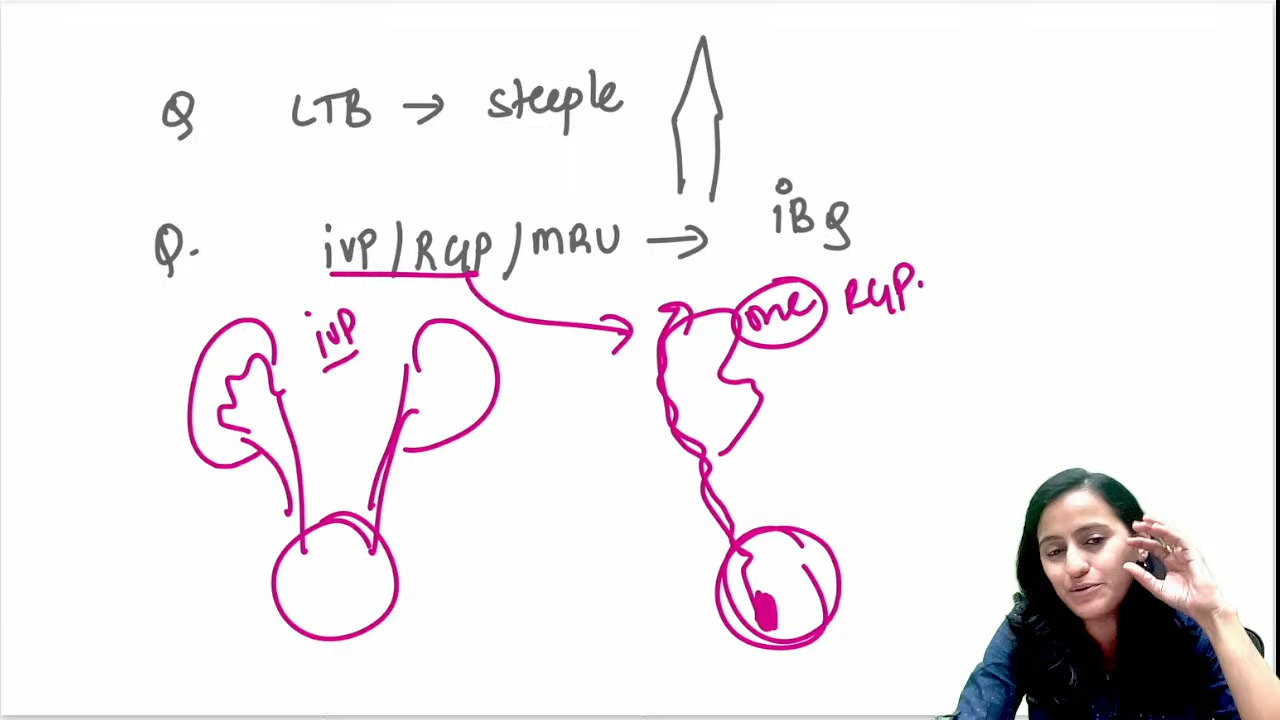 Q LTB → steeple
Q. ivP / RGP / MRU → iBQ
ivP
one RGP.